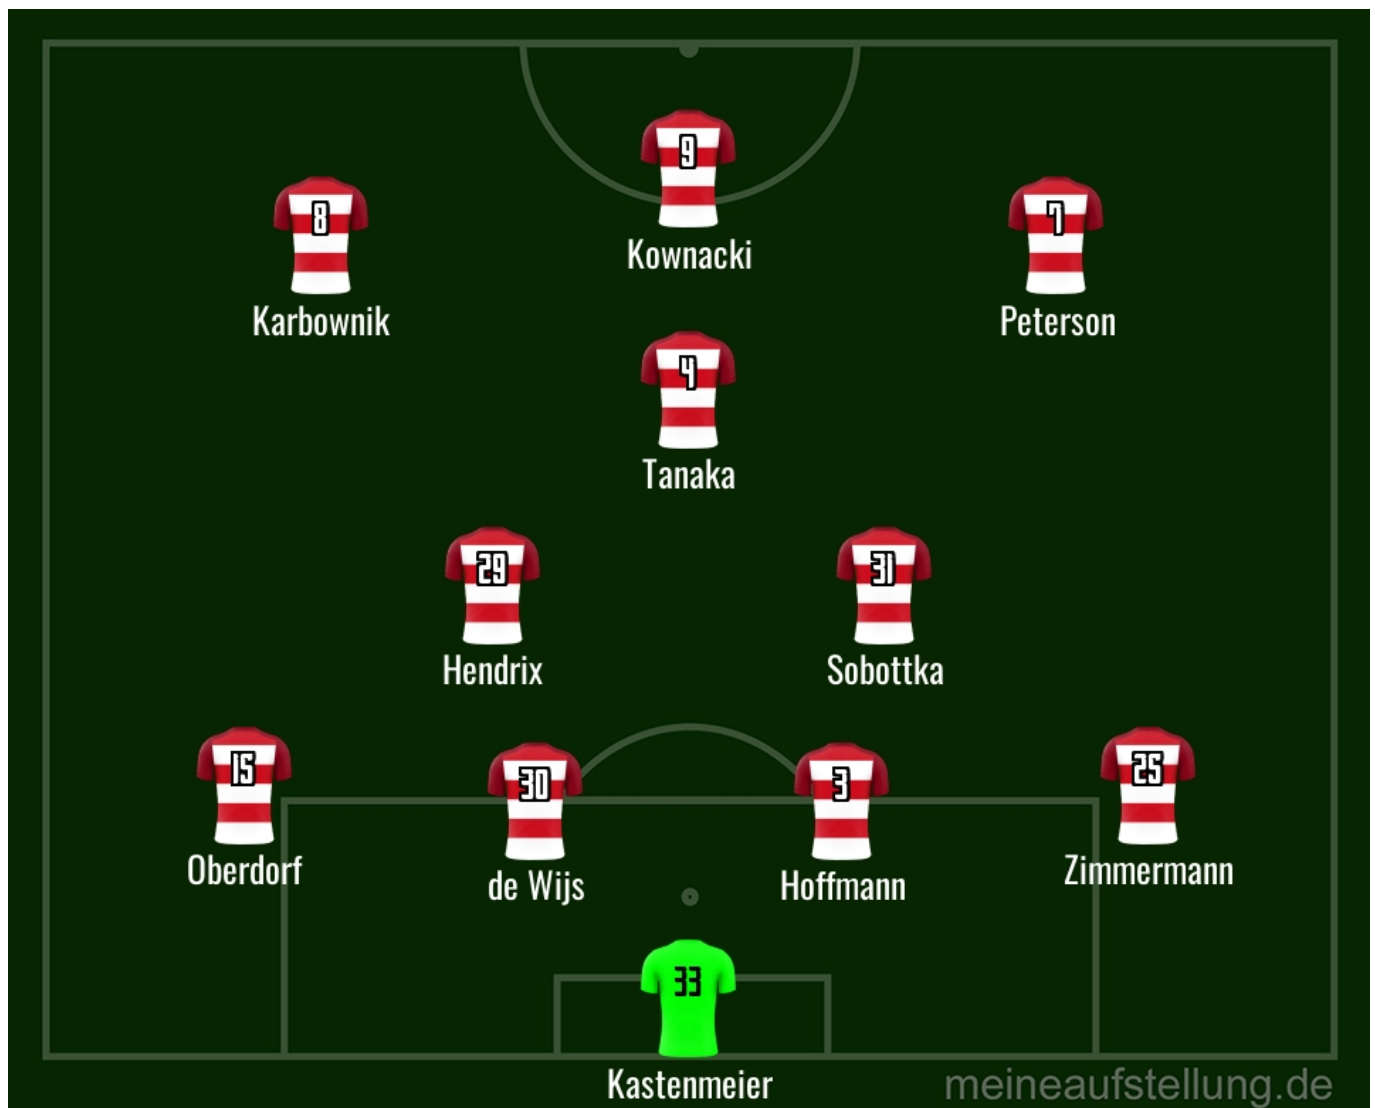 9
Kownacki
8
Karbownik
7
Peterson
4
Tanaka
29
Hendrix
31
Sobottka
15
Oberdorf
30
de Wijs
3
Hoffmann
25
Zimmermann
33
Kastenmeier
meineaufstellung.de